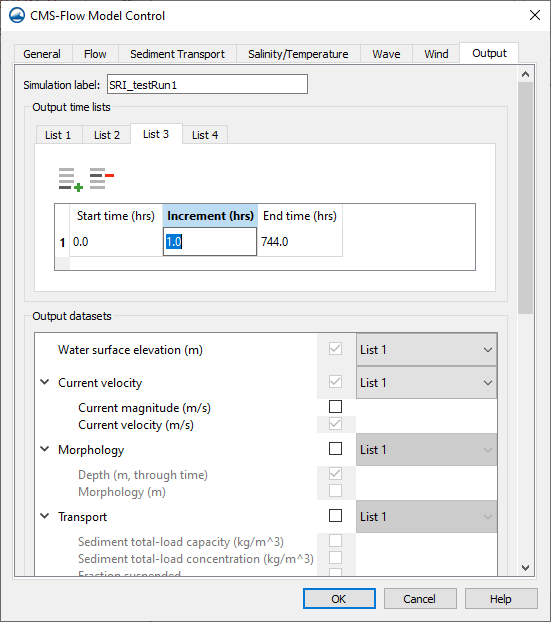 CMS-Flow Model Control
General Flow Sediment Transport Salinity/Temperature Wave Wind Output
Simulation label: SRI_testRun1
Output time lists
List 1 List 2 List 3 List 4
Start time (hrs) Increment (hrs) End time (hrs)
1 0.0 1.0 744.0
Output datasets
Water surface elevation (m) List 1
Current velocity List 1
Current magnitude (m/s)
Current velocity (m/s)
Morphology List 1
Depth (m, through time)
Morphology (m)
Transport List 1
Sediment total-load capacity (kg/m^3)
Sediment total-load concentration (kg/m^3)
Fraction suspended
OK Cancel Help